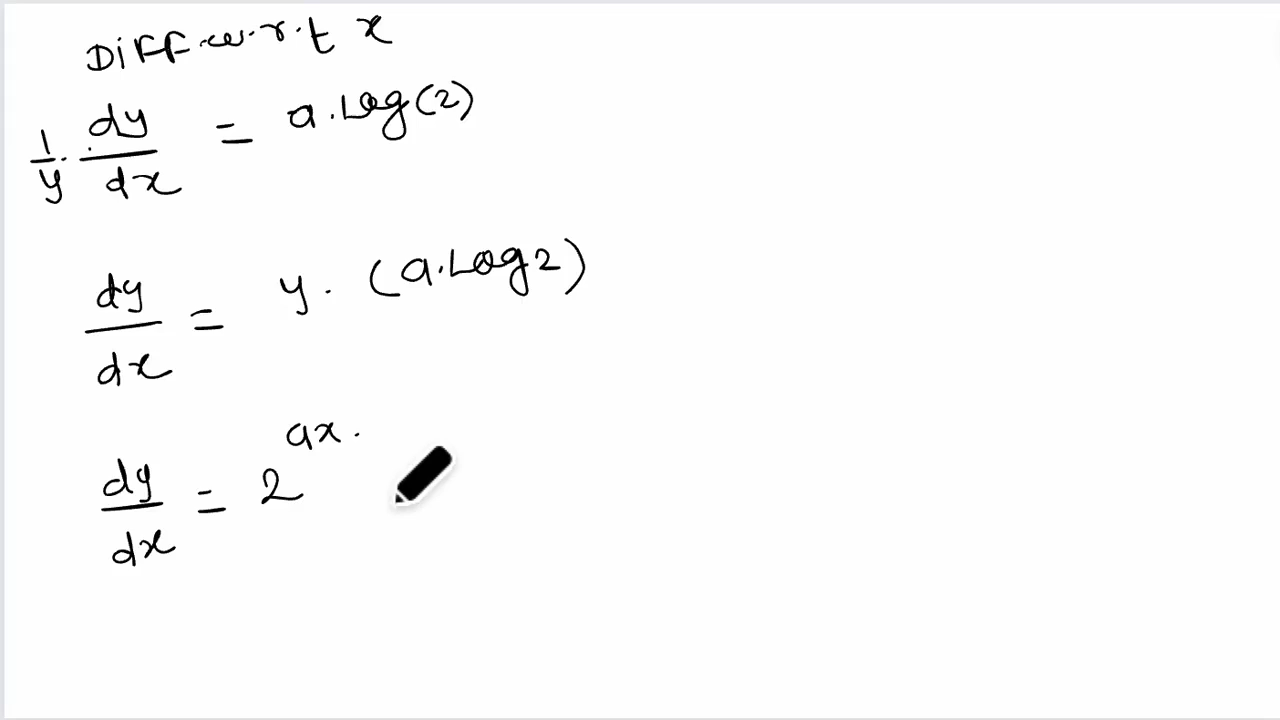 Diff.w.r.t x
1/y . dy/dx = a.Log(2)
dy/dx = y. (a.Log2)
dy/dx = 2^ax.